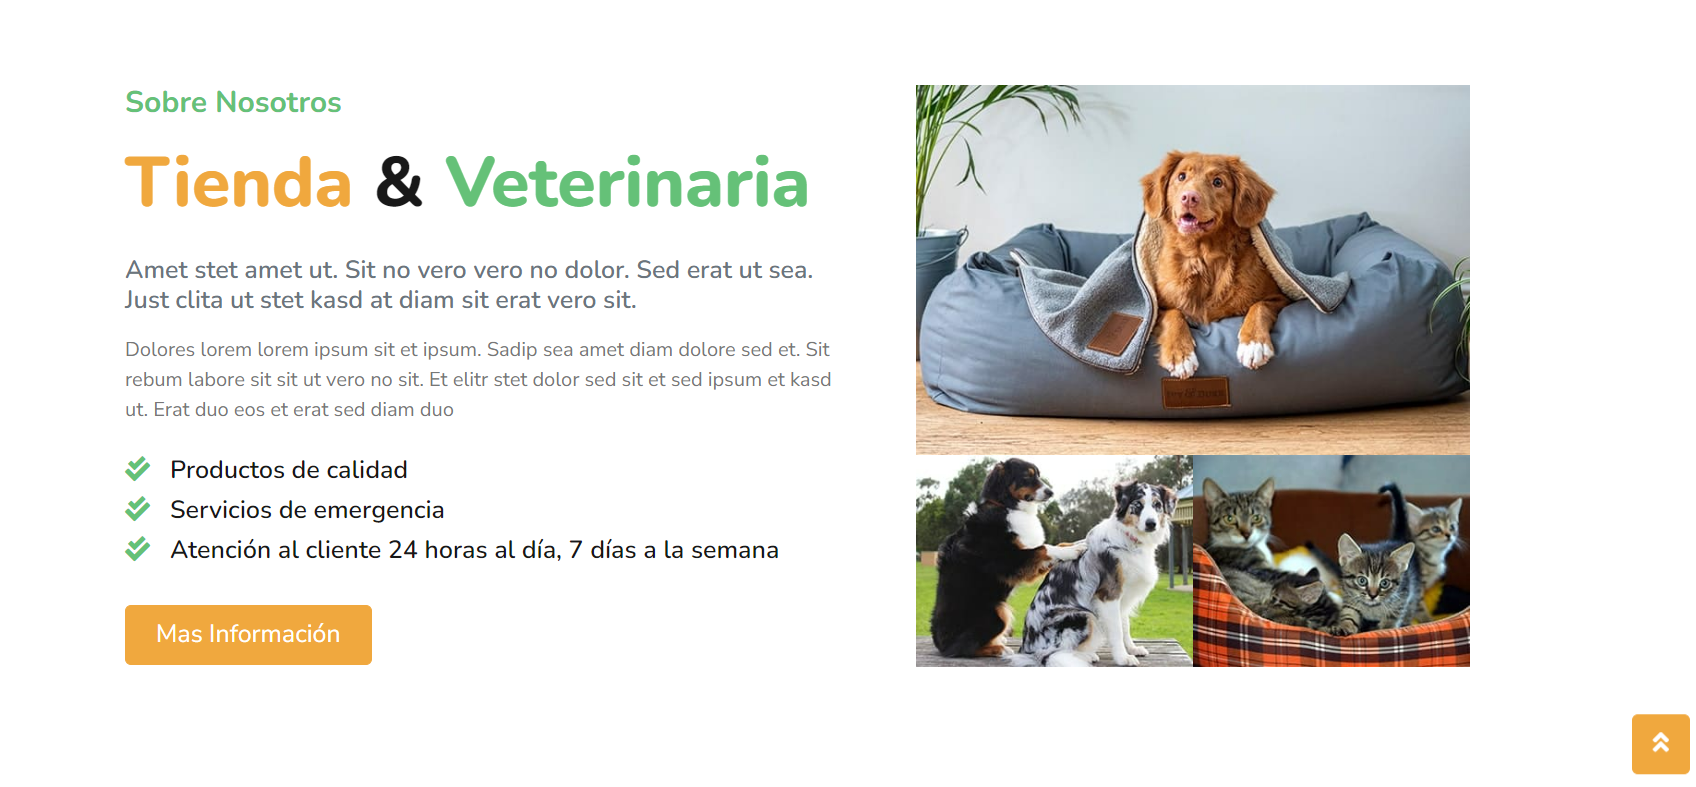 Sobre Nosotros
Tienda & Veterinaria
Amet stet amet ut. Sit no vero vero no dolor. Sed erat ut sea.
Just clita ut stet kasd at diam sit erat vero sit.
Dolores lorem lorem ipsum sit et ipsum. Sadip sea amet diam dolore sed et. Sit
rebum labore sit sit ut vero no sit. Et elitr stet dolor sed sit et sed ipsum et kasd
ut. Erat duo eos et erat sed diam duo
Productos de calidad
Servicios de emergencia
Atención al cliente 24 horas al día, 7 días a la semana
Mas Información